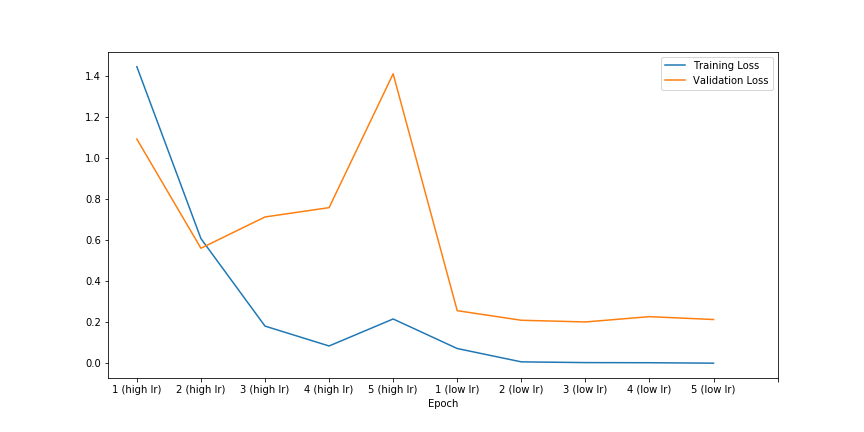 Training Loss
Validation Loss
1.4
1.2
1.0
0.8
0.6
0.4
0.2
0.0
1 (high lr) 2 (high lr) 3 (high lr) 4 (high lr) 5 (high lr) 1 (low lr) 2 (low lr) 3 (low lr) 4 (low lr) 5 (low lr)
Epoch